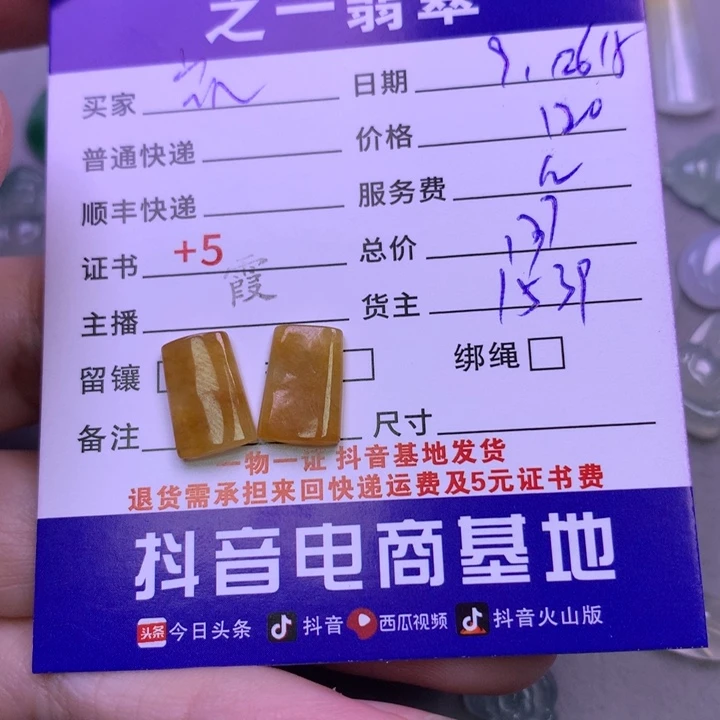 之一翡翠
买家 日期
普通快递 价格 120
顺丰快递 服务费
证书 +5 总价 137
主播 霞 货主 1539
留镶 绑绳
备注 尺寸
一物一证 抖音基地发货
退货需承担来回快递运费及5元证书费
抖音电商基地
头条 今日头条 抖音 西瓜视频 抖音火山版